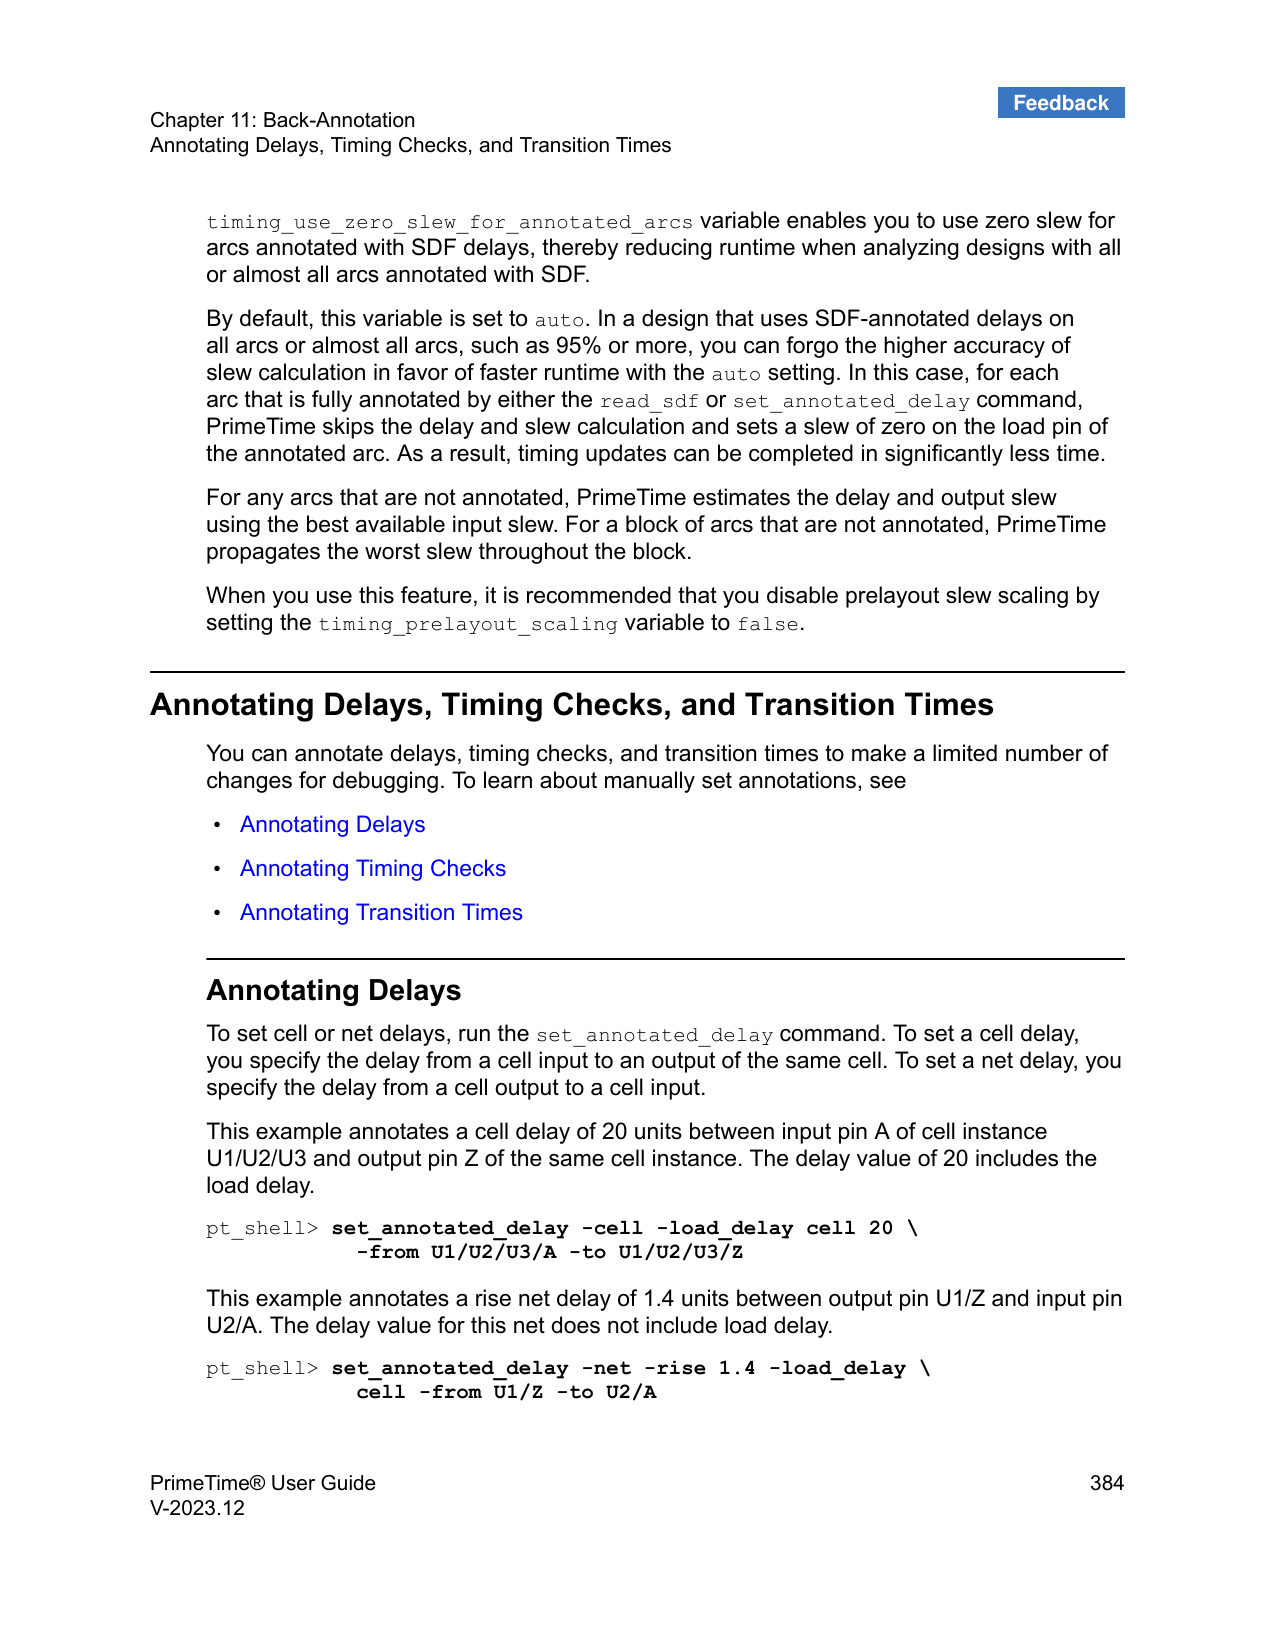 Feedback
Chapter 11: Back-Annotation
Annotating Delays, Timing Checks, and Transition Times
timing_use_zero_slew_for_annotated_arcs variable enables you to use zero slew for
arcs annotated with SDF delays, thereby reducing runtime when analyzing designs with all
or almost all arcs annotated with SDF.
By default, this variable is set to auto. In a design that uses SDF-annotated delays on
all arcs or almost all arcs, such as 95% or more, you can forgo the higher accuracy of
slew calculation in favor of faster runtime with the auto setting. In this case, for each
arc that is fully annotated by either the read_sdf or set_annotated_delay command,
PrimeTime skips the delay and slew calculation and sets a slew of zero on the load pin of
the annotated arc. As a result, timing updates can be completed in significantly less time.
For any arcs that are not annotated, PrimeTime estimates the delay and output slew
using the best available input slew. For a block of arcs that are not annotated, PrimeTime
propagates the worst slew throughout the block.
When you use this feature, it is recommended that you disable prelayout slew scaling by
setting the timing_prelayout_scaling variable to false.
Annotating Delays, Timing Checks, and Transition Times
You can annotate delays, timing checks, and transition times to make a limited number of
changes for debugging. To learn about manually set annotations, see
• Annotating Delays
• Annotating Timing Checks
• Annotating Transition Times
Annotating Delays
To set cell or net delays, run the set_annotated_delay command. To set a cell delay,
you specify the delay from a cell input to an output of the same cell. To set a net delay, you
specify the delay from a cell output to a cell input.
This example annotates a cell delay of 20 units between input pin A of cell instance
U1/U2/U3 and output pin Z of the same cell instance. The delay value of 20 includes the
load delay.
pt_shell> set_annotated_delay -cell -load_delay cell 20 \
-from U1/U2/U3/A -to U1/U2/U3/Z
This example annotates a rise net delay of 1.4 units between output pin U1/Z and input pin
U2/A. The delay value for this net does not include load delay.
pt_shell> set_annotated_delay -net -rise 1.4 -load_delay \
cell -from U1/Z -to U2/A
PrimeTime® User Guide
384
V-2023.12